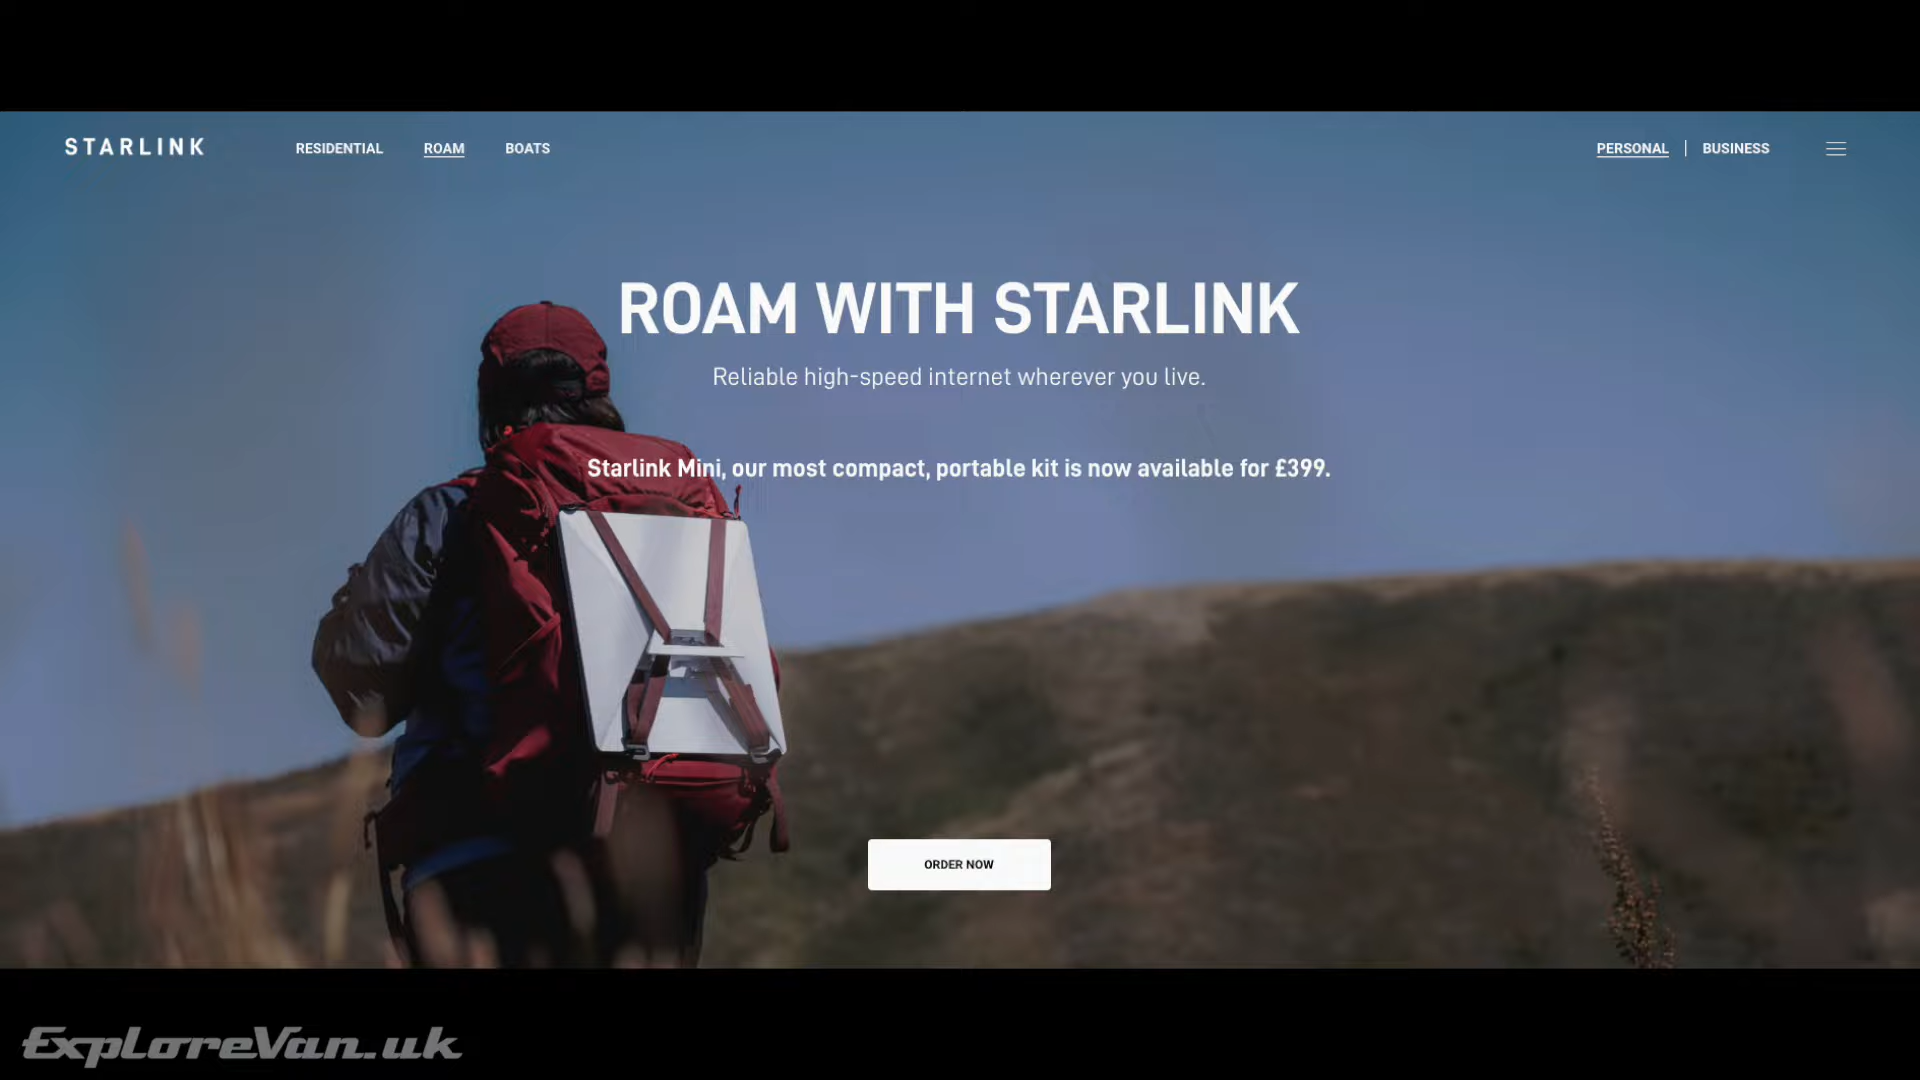 STARLINK
RESIDENTIAL
ROAM
BOATS
PERSONAL
BUSINESS
ROAM WITH STARLINK
Reliable high-speed internet wherever you live.
Starlink Mini, our most compact, portable kit is now available for £399.
ORDER NOW
ExploreVan.uk